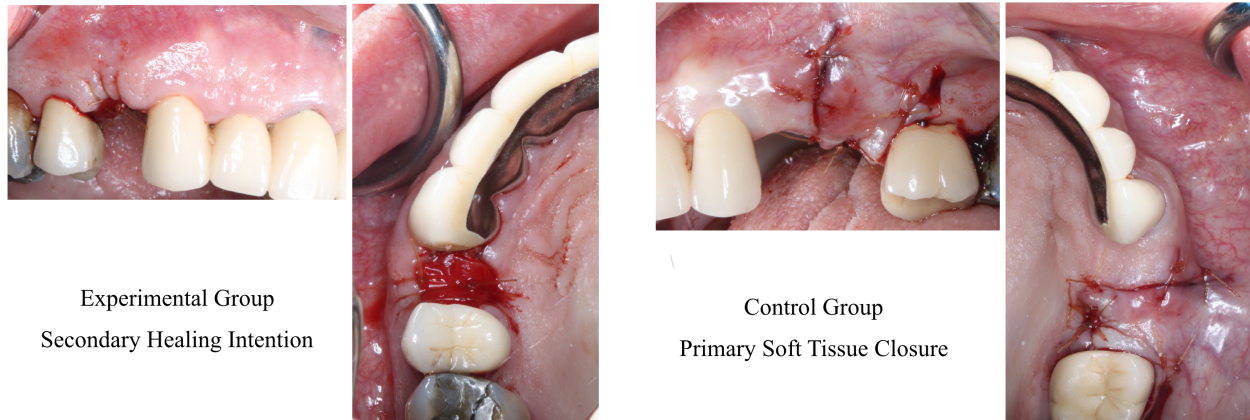 Experimental Group
Secondary Healing Intention
Control Group
Primary Soft Tissue Closure